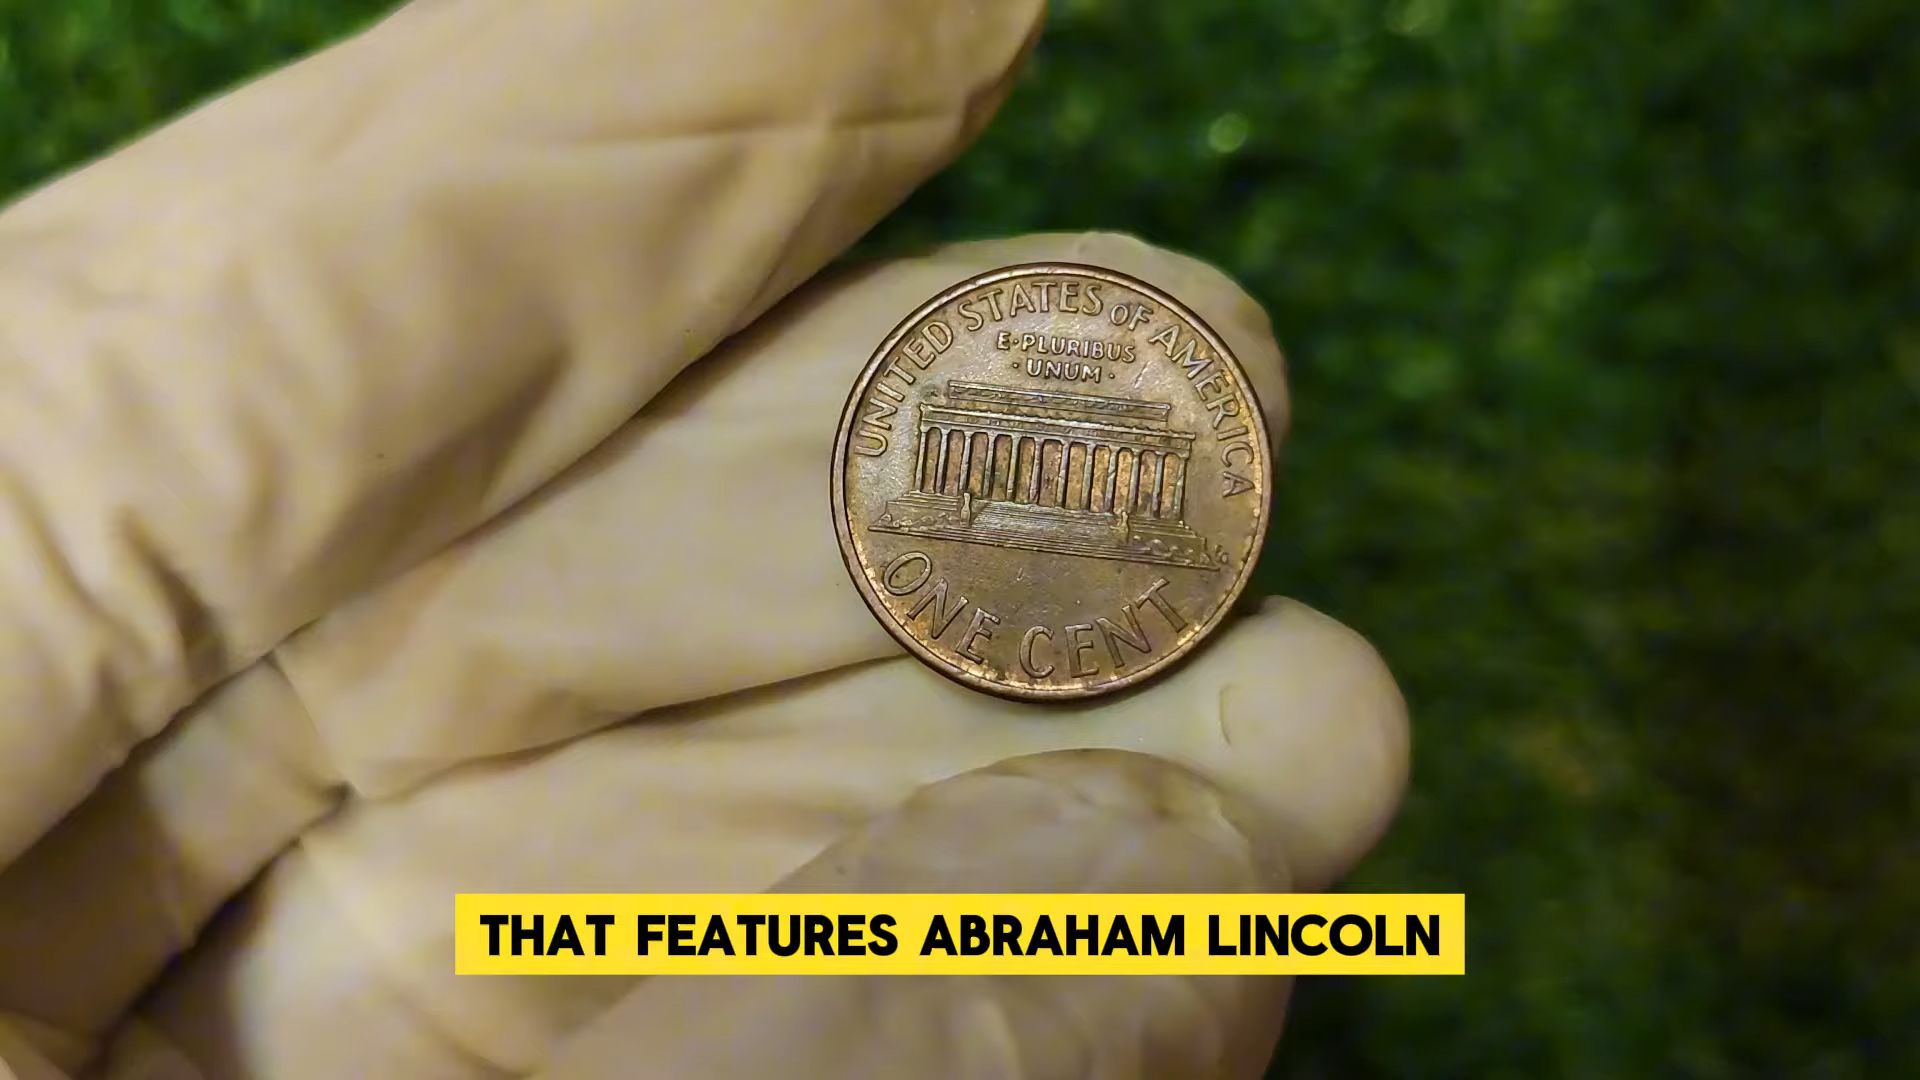 UNITED STATES OF AMERICA
E·PLURIBUS
·UNUM·
ONE CENT
THAT FEATURES ABRAHAM LINCOLN